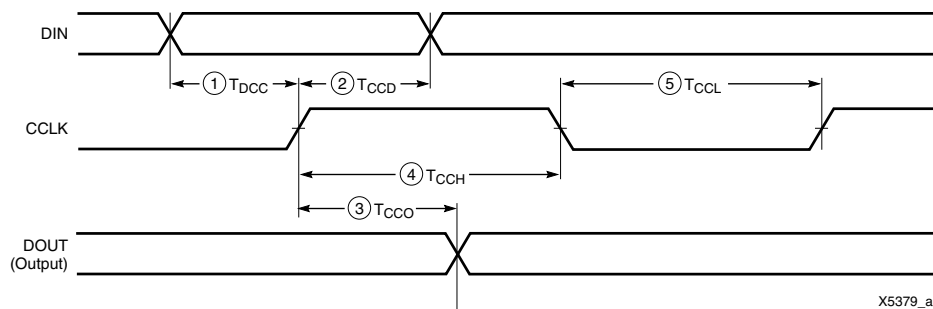 DIN
① TDCC
② TCCD
⑤ TCCL
CCLK
④ TCCH
③ TCCO
DOUT
(Output)
X5379_a